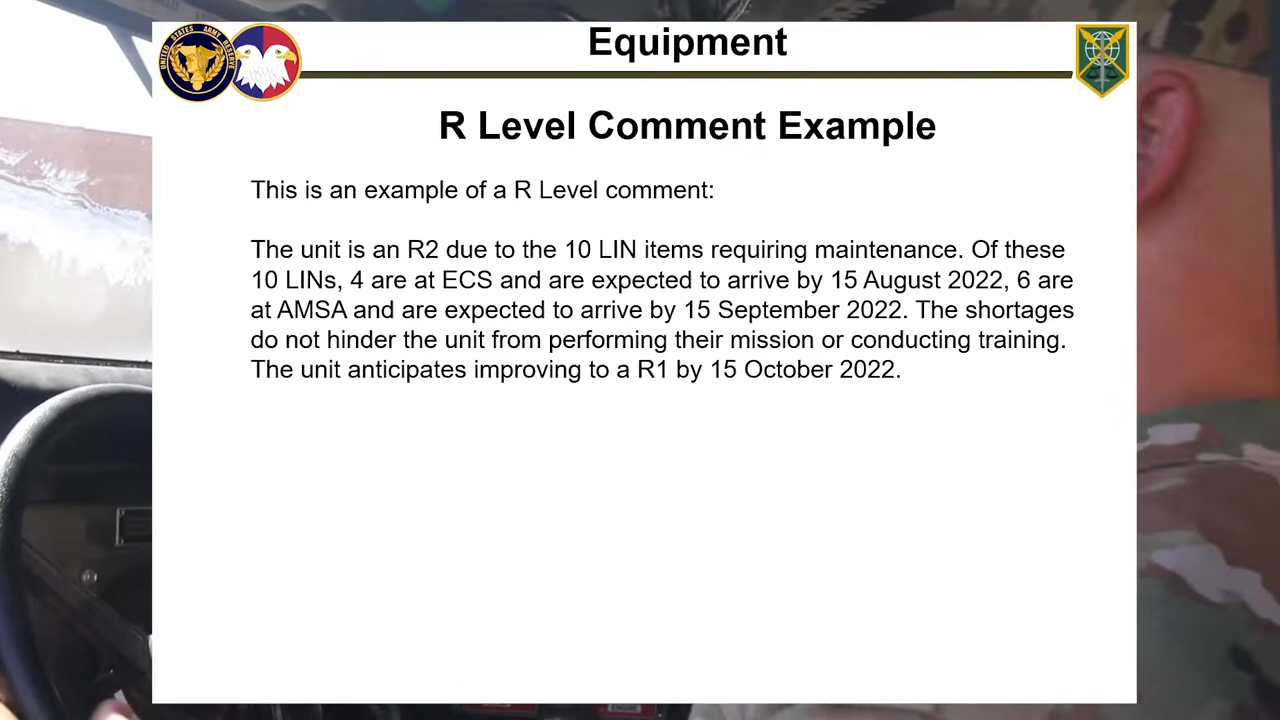 Equipment
UNITED STATES ARMY RESERVE
R Level Comment Example
This is an example of a R Level comment:
The unit is an R2 due to the 10 LIN items requiring maintenance. Of these
10 LINs, 4 are at ECS and are expected to arrive by 15 August 2022, 6 are
at AMSA and are expected to arrive by 15 September 2022. The shortages
do not hinder the unit from performing their mission or conducting training.
The unit anticipates improving to a R1 by 15 October 2022.